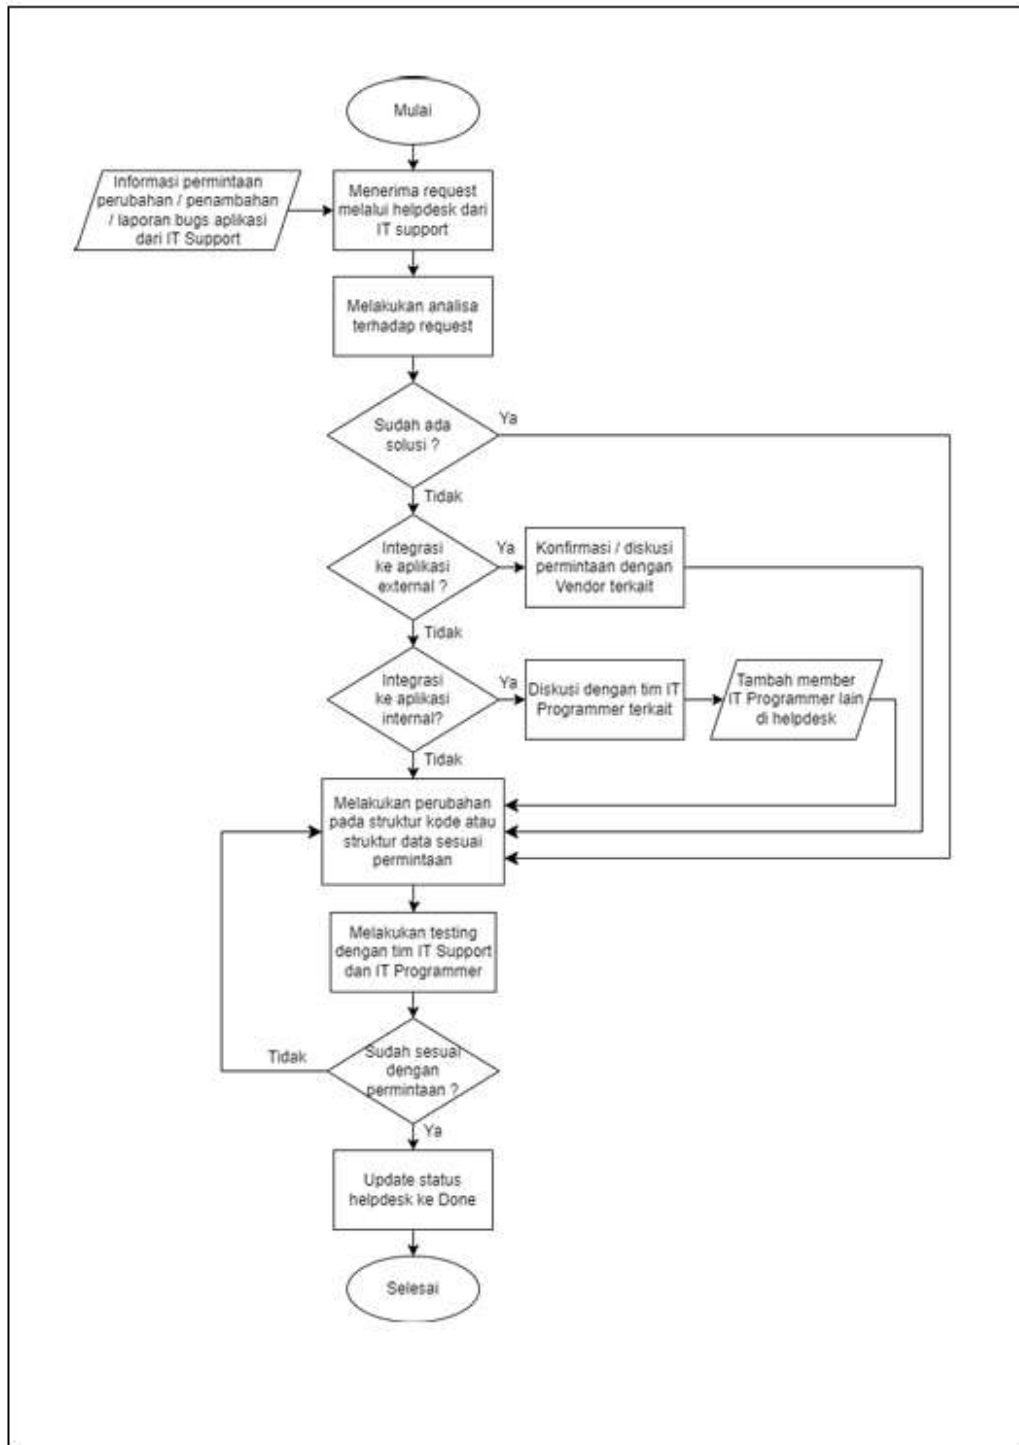 Mulai
Informasi permintaan
perubahan / penambahan
/ laporan bugs aplikasi
dari IT Support
Menerima request
melalui helpdesk dari
IT support
Melakukan analisa
terhadap request
Sudah ada
solusi ?
Ya
Tidak
Integrasi
ke aplikasi
external ?
Ya
Konfirmasi / diskusi
permintaan dengan
Vendor terkait
Tidak
Integrasi
ke aplikasi
internal?
Ya
Diskusi dengan tim IT
Programmer terkait
Tambah member
IT Programmer lain
di helpdesk
Tidak
Melakukan perubahan
pada struktur kode atau
struktur data sesuai
permintaan
Melakukan testing
dengan tim IT Support
dan IT Programmer
Sudah sesuai
dengan
permintaan ?
Tidak
Ya
Update status
helpdesk ke Done
Selesai